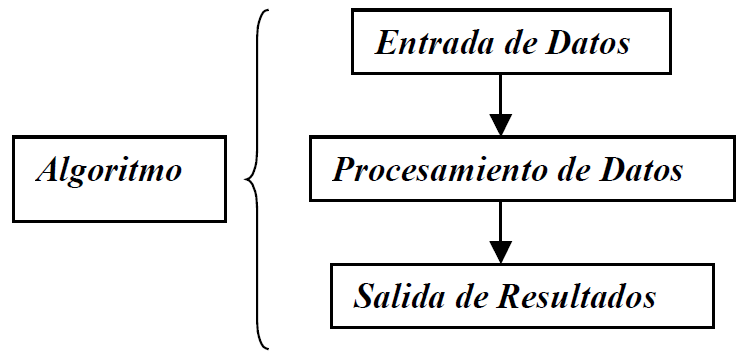 Algoritmo
Entrada de Datos
Procesamiento de Datos
Salida de Resultados